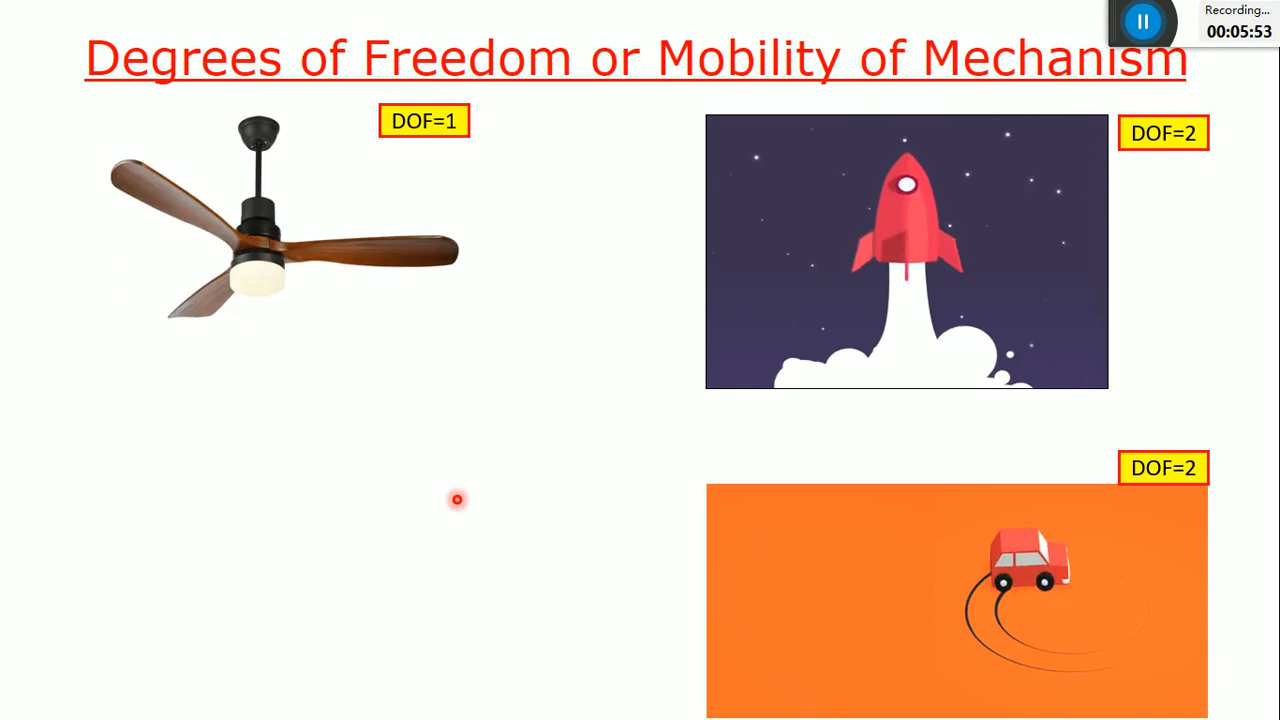 Recording...
00:05:53
Degrees of Freedom or Mobility of Mechanism
DOF=1
DOF=2
DOF=2